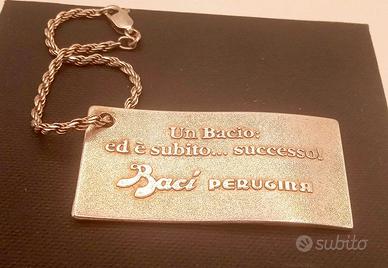 Un Bacio:
ed è subito... successo!
Baci PERUGINA
subito